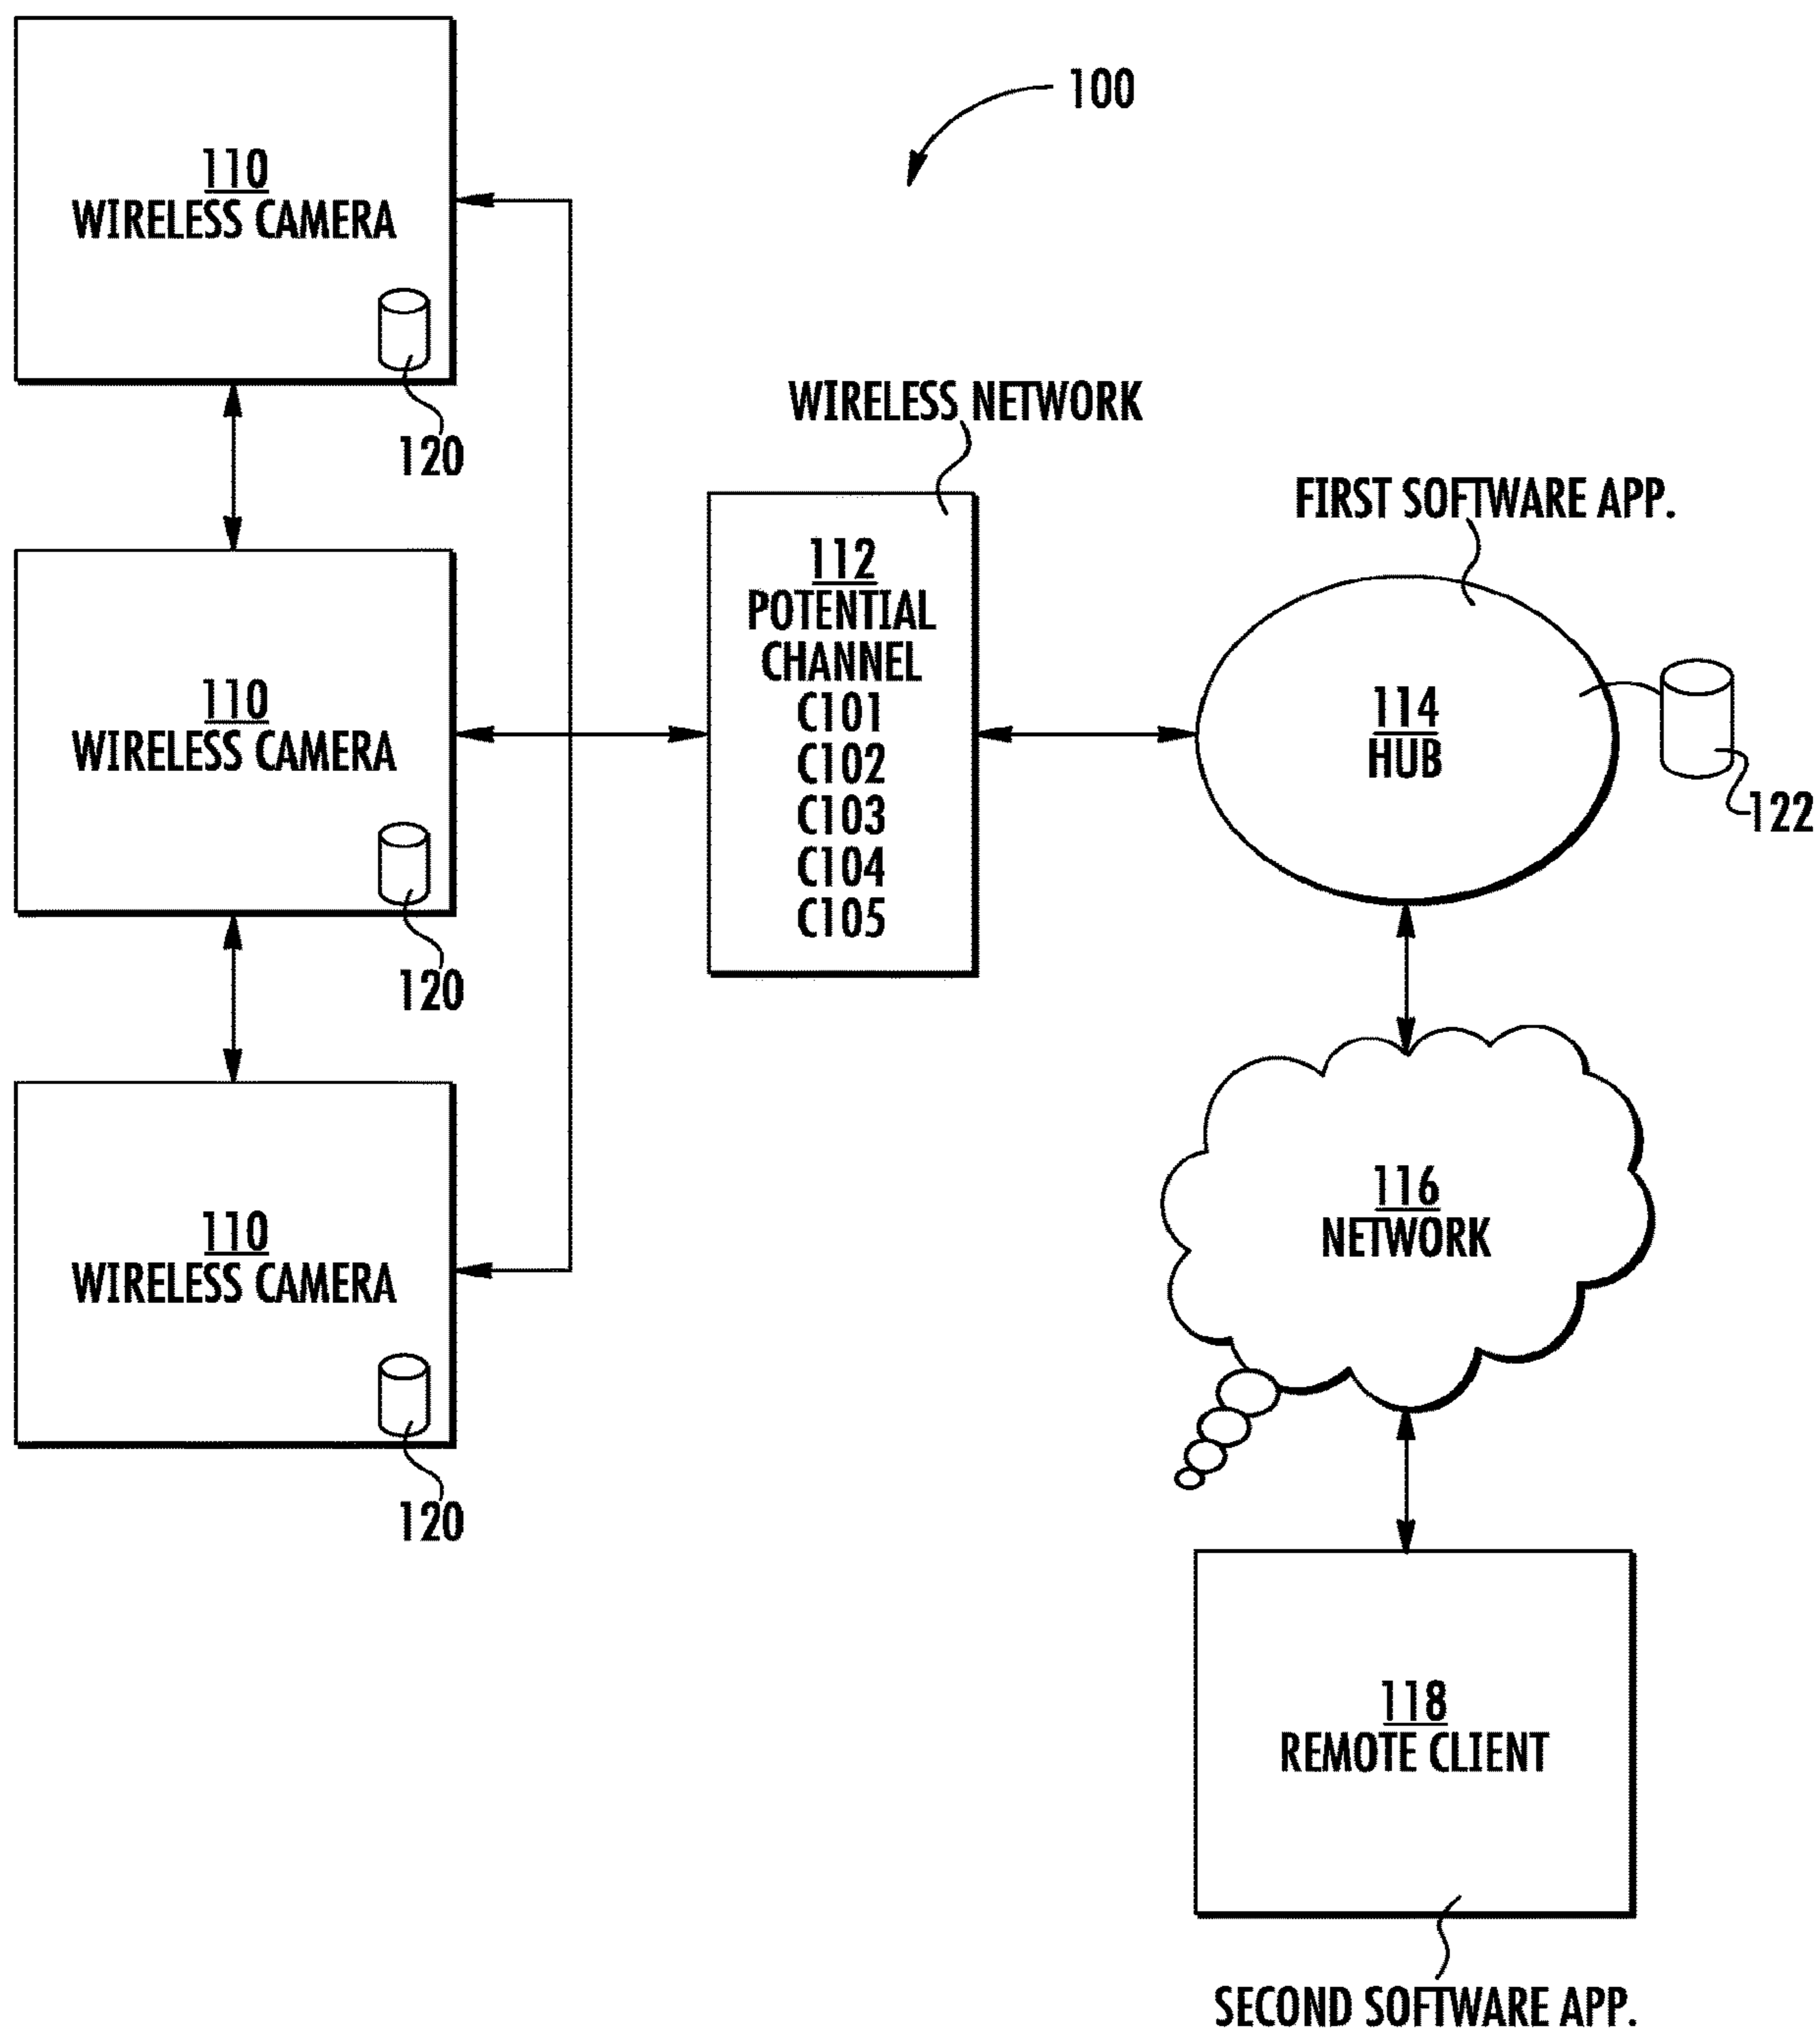 100
110
WIRELESS CAMERA
120
WIRELESS NETWORK
FIRST SOFTWARE APP.
110
WIRELESS CAMERA
120
112
POTENTIAL
CHANNEL
C101
C102
C103
C104
C105
114
HUB
122
110
WIRELESS CAMERA
120
116
NETWORK
118
REMOTE CLIENT
SECOND SOFTWARE APP.